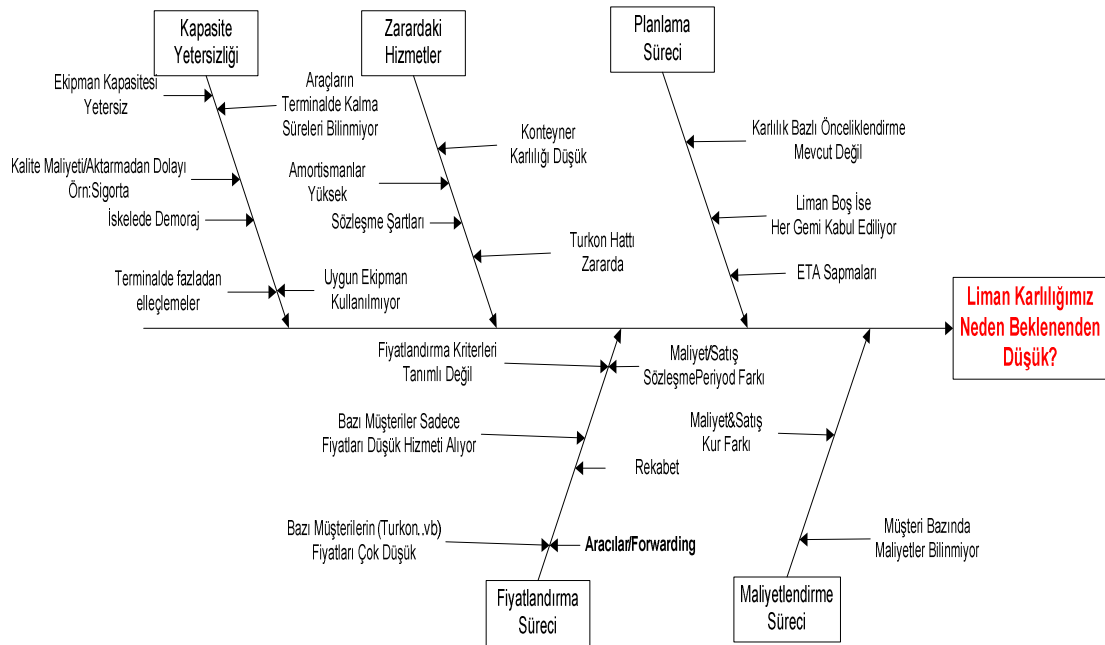 Kapasite
Yetersizliği
Zarardaki
Hizmetler
Planlama
Süreci
Ekipman Kapasitesi
Yetersiz
Araçların
Terminalde Kalma
Süreleri Bilinmiyor
Kalite Maliyeti/Aktarmadan Dolayı
Örn:Sigorta
İskelede Demoraj
Terminalde fazladan
elleçlemeler
Uygun Ekipman
Kullanılmıyor
Konteyner
Karlılığı Düşük
Amortismanlar
Yüksek
Sözleşme Şartları
Turkon Hattı
Zararda
Karlılık Bazlı Önceliklendirme
Mevcut Değil
Liman Boş İse
Her Gemi Kabul Ediliyor
ETA Sapmaları
Liman Karlılığımız
Neden Beklenenden
Düşük?
Fiyatlandırma Kriterleri
Tanımlı Değil
Maliyet/Satış
SözleşmePeriyod Farkı
Bazı Müşteriler Sadece
Fiyatları Düşük Hizmeti Alıyor
Rekabet
Bazı Müşterilerin (Turkon..vb)
Fiyatları Çok Düşük
Aracılar/Forwarding
Maliyet&Satış
Kur Farkı
Müşteri Bazında
Maliyetler Bilinmiyor
Fiyatlandırma
Süreci
Maliyetlendirme
Süreci